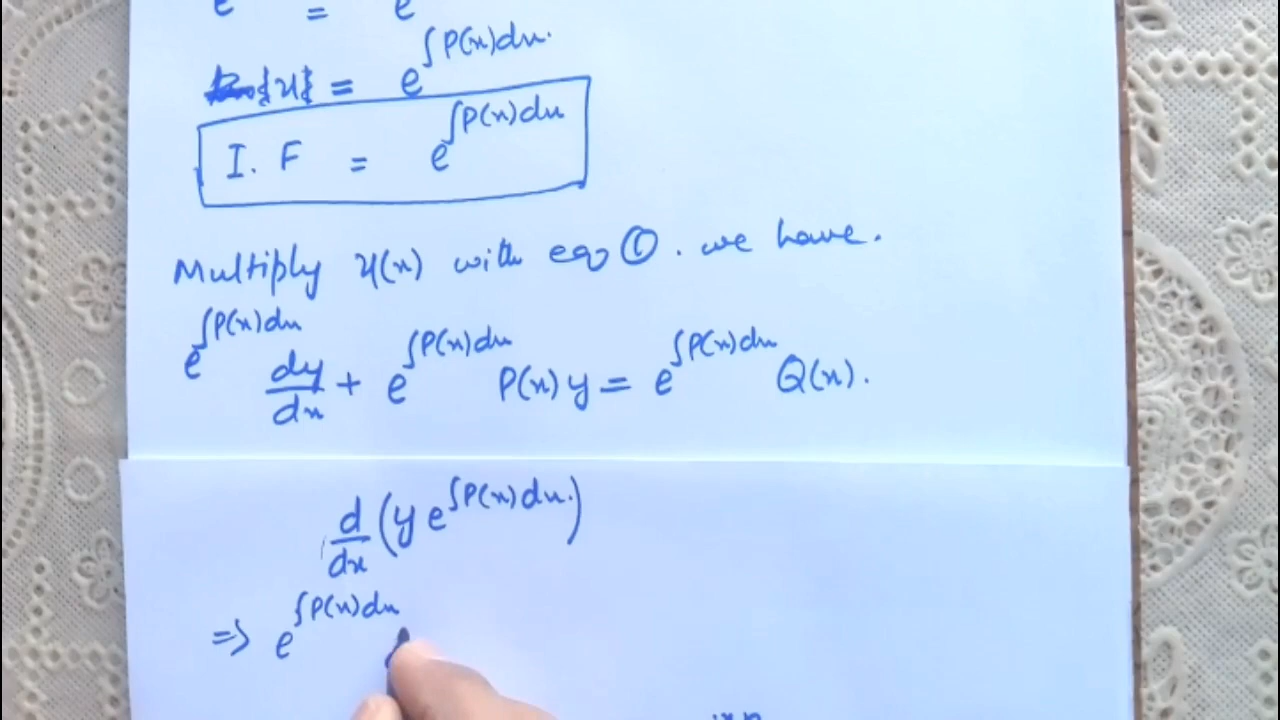 e = e
{u} = e^∫P(x)dx.
I. F = e^∫P(x)dx
Multiply u(x) with eq ①. we have.
e^∫P(x)dx dy/dx + e^∫P(x)dx P(x) y = e^∫P(x)dx Q(x).
d/dx (y e^∫P(x)dx.)
=> e^∫P(x)dx